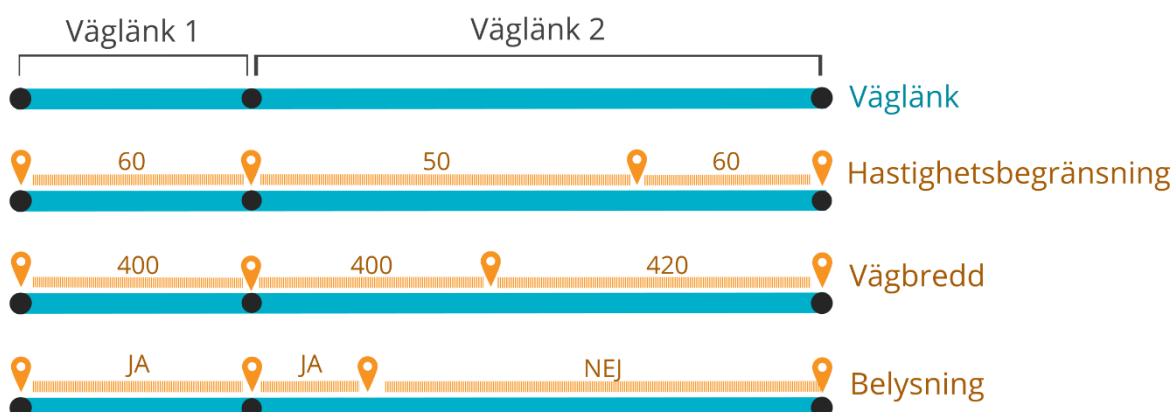 Väglänk 1 Väglänk 2
Väglänk
60 50 60
Hastighetsbegränsning
400 400 420
Vägbredd
JA JA NEJ
Belysning